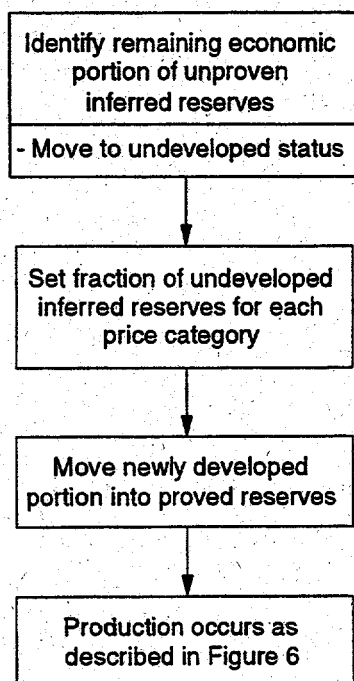 Identify remaining economic
portion of unproven
inferred reserves
- Move to undeveloped status
Set fraction of undeveloped
inferred reserves for each
price category
Move newly developed
portion into proved reserves
Production occurs as
described in Figure 6